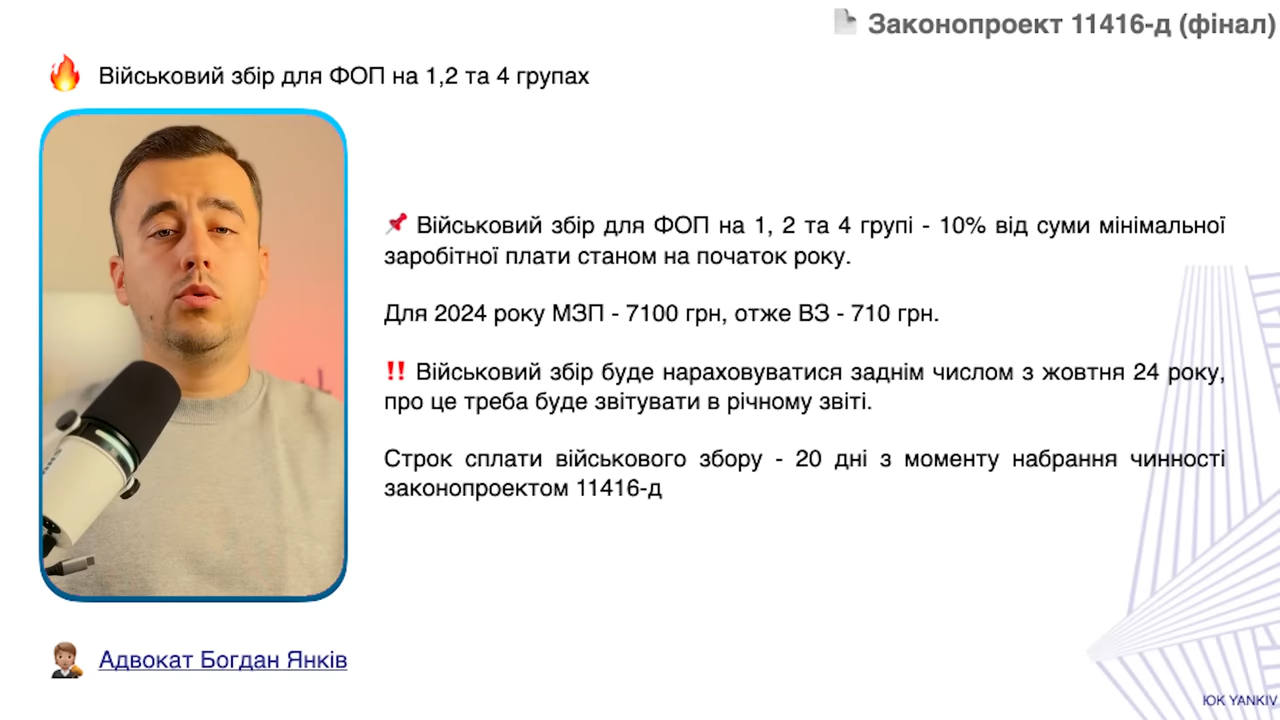 Законопроект 11416-д (фінал)
Військовий збір для ФОП на 1,2 та 4 групах
Військовий збір для ФОП на 1, 2 та 4 групі - 10% від суми мінімальної
заробітної плати станом на початок року.
Для 2024 року МЗП - 7100 грн, отже ВЗ - 710 грн.
‼ Військовий збір буде нараховуватися заднім числом з жовтня 24 року,
про це треба буде звітувати в річному звіті.
Строк сплати військового збору - 20 дні з моменту набрання чинності
законопроектом 11416-д
Адвокат Богдан Янків
ЮК YANKIV